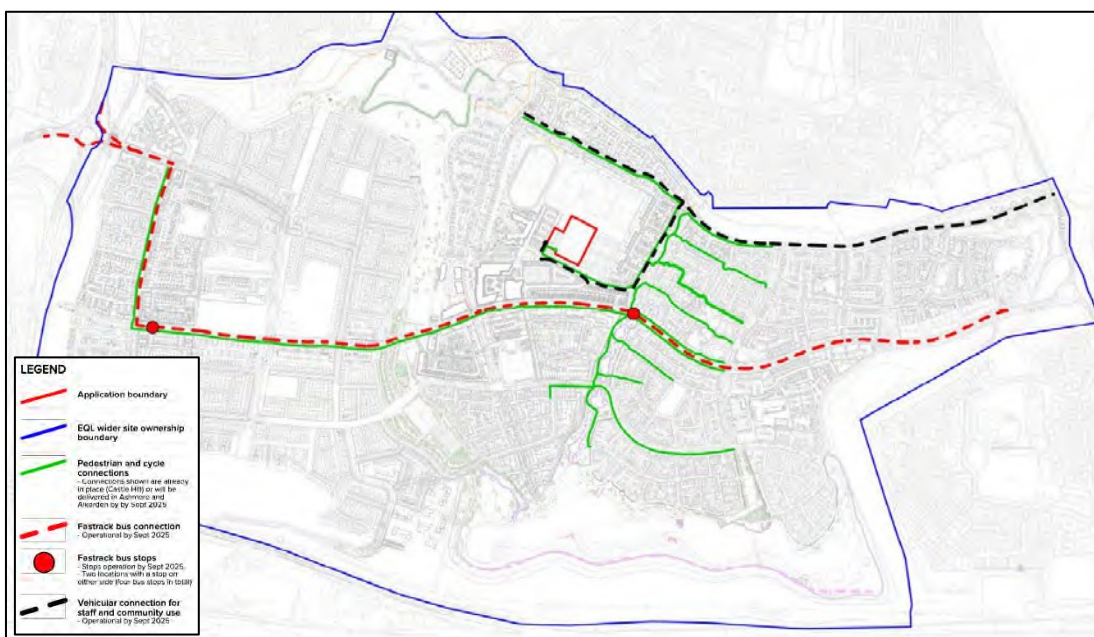 LEGEND
Application boundary
EQL wider site ownership
boundary
Pedestrian and cycle
connections
- Connections shown are already
in place (Castle Hill) or will be
delivered in Ashmere and
Alkerden by by Sept 2025
Fastrack bus connection
- Operational by Sept 2025
Fastrack bus stops
- Stops operation by Sept 2025.
- Two locations with a stop on
either side (four bus stops in total)
Vehicular connection for
staff and community use
- Operational by Sept 2025